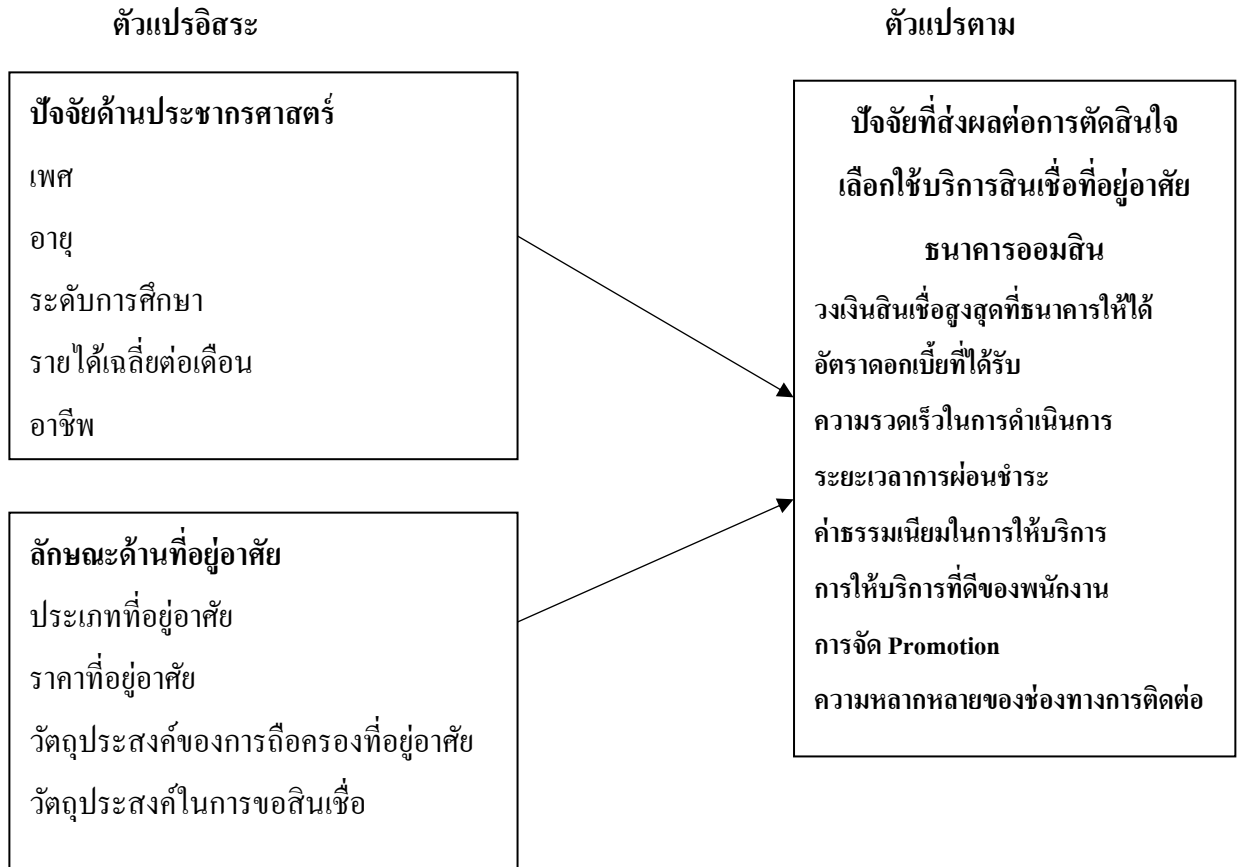 ตัวแปรอิสระ
ตัวแปรตาม
ปัจจัยด้านประชากรศาสตร์
เพศ
อายุ
ระดับการศึกษา
รายได้เฉลี่ยต่อเดือน
อาชีพ
ลักษณะด้านที่อยู่อาศัย
ประเภทที่อยู่อาศัย
ราคาที่อยู่อาศัย
วัตถุประสงค์ของการถือครองที่อยู่อาศัย
วัตถุประสงค์ในการขอสินเชื่อ
ปัจจัยที่ส่งผลต่อการตัดสินใจ
เลือกใช้บริการสินเชื่อที่อยู่อาศัย
ธนาคารออมสิน
วงเงินสินเชื่อสูงสุดที่ธนาคารให้ได้
อัตราดอกเบี้ยที่ได้รับ
ความรวดเร็วในการดำเนินการ
ระยะเวลาการผ่อนชำระ
ค่าธรรมเนียมในการให้บริการ
การให้บริการที่ดีของพนักงาน
การจัด Promotion
ความหลากหลายของช่องทางการติดต่อ